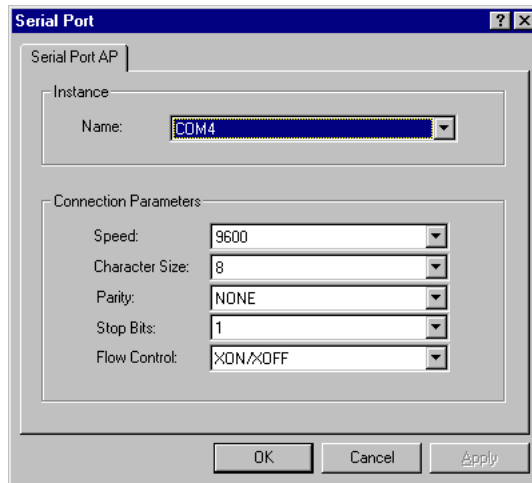 Serial Port
Serial Port AP
Instance
Name: COM4
Connection Parameters
Speed: 9600
Character Size: 8
Parity: NONE
Stop Bits: 1
Flow Control: XON/XOFF
OK Cancel Apply